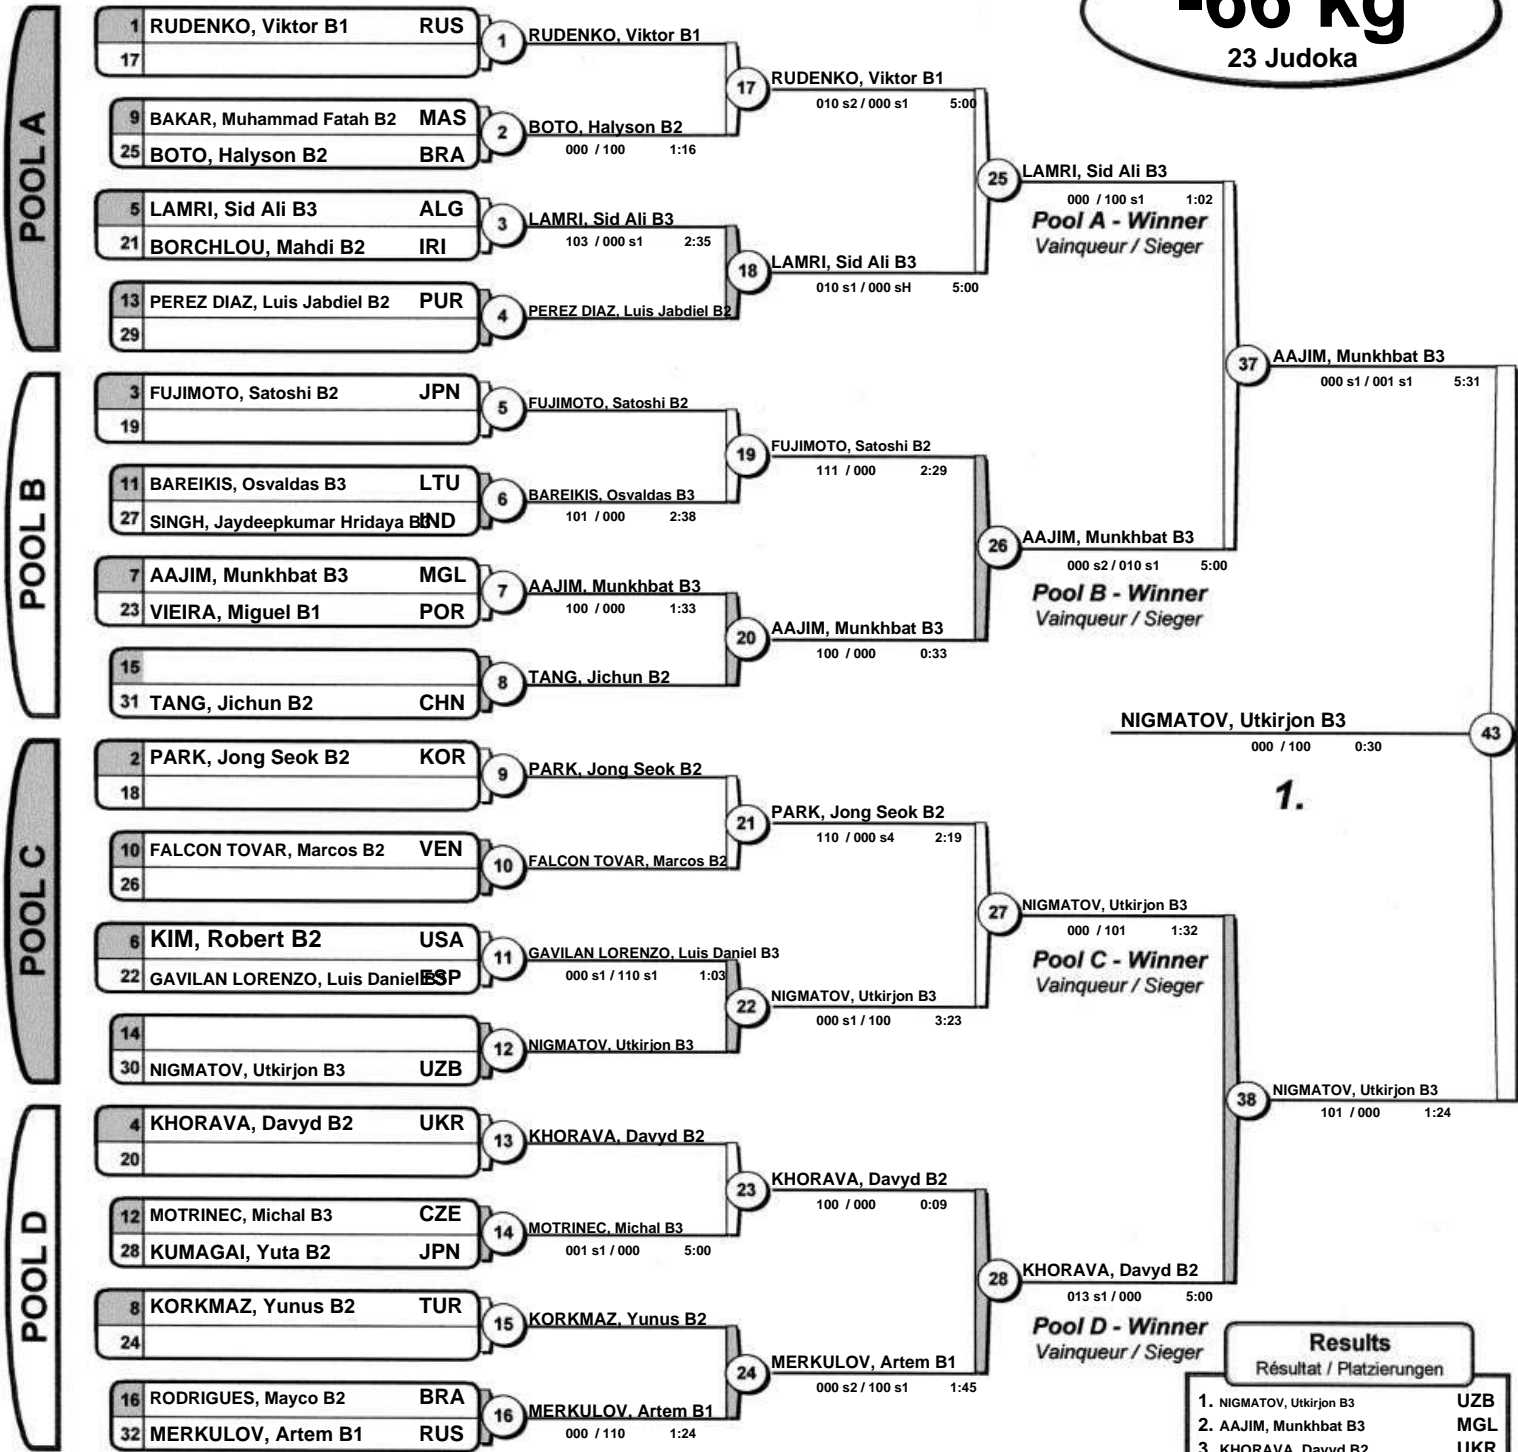 -66 kg
23 Judoka
POOL A
1 RUDENKO, Viktor B1 RUS
17
9 BAKAR, Muhammad Fatah B2 MAS
25 BOTO, Halyson B2 BRA
5 LAMRI, Sid Ali B3 ALG
21 BORCHLOU, Mahdi B2 IRI
13 PEREZ DIAZ, Luis Jabdiel B2 PUR
29
1 RUDENKO, Viktor B1
2 BOTO, Halyson B2
000 / 100 1:16
3 LAMRI, Sid Ali B3
103 / 000 s1 2:35
4 PEREZ DIAZ, Luis Jabdiel B2
17 RUDENKO, Viktor B1
010 s2 / 000 s1 5:00
18 LAMRI, Sid Ali B3
010 s1 / 000 sH 5:00
25 LAMRI, Sid Ali B3
000 / 100 s1 1:02
Pool A - Winner
Vainqueur / Sieger
POOL B
3 FUJIMOTO, Satoshi B2 JPN
19
11 BAREIKIS, Osvaldas B3 LTU
27 SINGH, Jaydeepkumar Hridaya B3 IND
7 AAJIM, Munkhbat B3 MGL
23 VIEIRA, Miguel B1 POR
15
31 TANG, Jichun B2 CHN
5 FUJIMOTO, Satoshi B2
6 BAREIKIS, Osvaldas B3
101 / 000 2:38
7 AAJIM, Munkhbat B3
100 / 000 1:33
8 TANG, Jichun B2
19 FUJIMOTO, Satoshi B2
111 / 000 2:29
20 AAJIM, Munkhbat B3
100 / 000 0:33
26 AAJIM, Munkhbat B3
000 s2 / 010 s1 5:00
Pool B - Winner
Vainqueur / Sieger
37 AAJIM, Munkhbat B3
000 s1 / 001 s1 5:31
NIGMATOV, Utkirjon B3 43
000 / 100 0:30
1.
POOL C
2 PARK, Jong Seok B2 KOR
18
10 FALCON TOVAR, Marcos B2 VEN
26
6 KIM, Robert B2 USA
22 GAVILAN LORENZO, Luis Daniel B3 ESP
14
30 NIGMATOV, Utkirjon B3 UZB
9 PARK, Jong Seok B2
10 FALCON TOVAR, Marcos B2
11 GAVILAN LORENZO, Luis Daniel B3
000 s1 / 110 s1 1:03
12 NIGMATOV, Utkirjon B3
21 PARK, Jong Seok B2
110 / 000 s4 2:19
22 NIGMATOV, Utkirjon B3
000 s1 / 100 3:23
27 NIGMATOV, Utkirjon B3
000 / 101 1:32
Pool C - Winner
Vainqueur / Sieger
POOL D
4 KHORAVA, Davyd B2 UKR
20
12 MOTRINEC, Michal B3 CZE
28 KUMAGAI, Yuta B2 JPN
8 KORKMAZ, Yunus B2 TUR
24
16 RODRIGUES, Mayco B2 BRA
32 MERKULOV, Artem B1 RUS
13 KHORAVA, Davyd B2
14 MOTRINEC, Michal B3
001 s1 / 000 5:00
15 KORKMAZ, Yunus B2
16 MERKULOV, Artem B1
000 / 110 1:24
23 KHORAVA, Davyd B2
100 / 000 0:09
24 MERKULOV, Artem B1
000 s2 / 100 s1 1:45
28 KHORAVA, Davyd B2
013 s1 / 000 5:00
Pool D - Winner
Vainqueur / Sieger
38 NIGMATOV, Utkirjon B3
101 / 000 1:24
Results
Résultat / Platzierungen
1. NIGMATOV, Utkirjon B3 UZB
2. AAJIM, Munkhbat B3 MGL
3. KHORAVA, Davyd B2 UKR